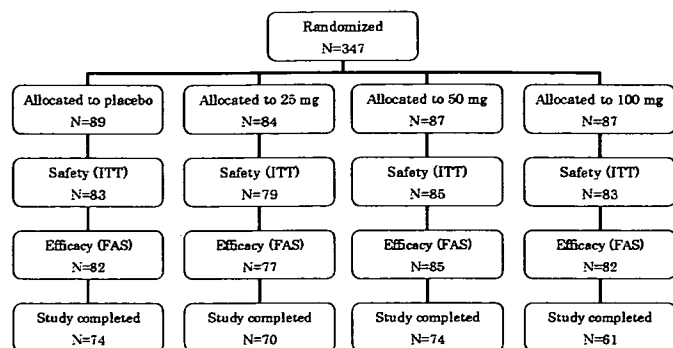 Randomized
N=347
Allocated to placebo
N=89
Allocated to 25 mg
N=84
Allocated to 50 mg
N=87
Allocated to 100 mg
N=87
Safety (ITT)
N=83
Safety (ITT)
N=79
Safety (ITT)
N=85
Safety (ITT)
N=83
Efficacy (FAS)
N=82
Efficacy (FAS)
N=77
Efficacy (FAS)
N=85
Efficacy (FAS)
N=82
Study completed
N=74
Study completed
N=70
Study completed
N=74
Study completed
N=61